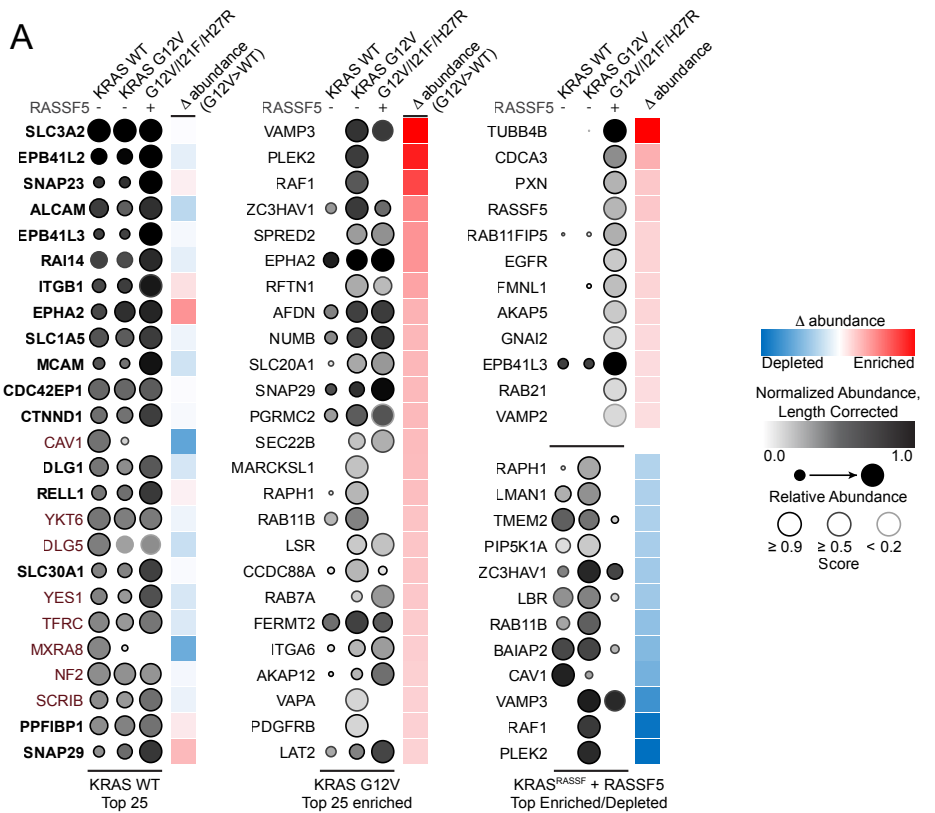 A
KRAS WT
KRAS G12V
G12V/I21F/H27R
Δ abundance
(G12V>WT)
RASSF5 - - +
SLC3A2
EPB41L2
SNAP23
ALCAM
EPB41L3
RAI14
ITGB1
EPHA2
SLC1A5
MCAM
CDC42EP1
CTNND1
CAV1
DLG1
RELL1
YKT6
DLG5
SLC30A1
YES1
TFRC
MXRA8
NF2
SCRIB
PPFIBP1
SNAP29
KRAS WT
Top 25
KRAS WT
KRAS G12V
G12V/I21F/H27R
Δ abundance
(G12V>WT)
RASSF5 - - +
VAMP3
PLEK2
RAF1
ZC3HAV1
SPRED2
EPHA2
RFTN1
AFDN
NUMB
SLC20A1
SNAP29
PGRMC2
SEC22B
MARCKSL1
RAPH1
RAB11B
LSR
CCDC88A
RAB7A
FERMT2
ITGA6
AKAP12
VAPA
PDGFRB
LAT2
KRAS G12V
Top 25 enriched
KRAS WT
KRAS G12V
G12V/I21F/H27R
Δ abundance
RASSF5 - - +
TUBB4B
CDCA3
PXN
RASSF5
RAB11FIP5
EGFR
FMNL1
AKAP5
GNAI2
EPB41L3
RAB21
VAMP2
RAPH1
LMAN1
TMEM2
PIP5K1A
ZC3HAV1
LBR
RAB11B
BAIAP2
CAV1
VAMP3
RAF1
PLEK2
KRAS^RASSF + RASSF5
Top Enriched/Depleted
Δ abundance
Depleted Enriched
Normalized Abundance,
Length Corrected
0.0 1.0
Relative Abundance
≥ 0.9 ≥ 0.5 < 0.2
Score